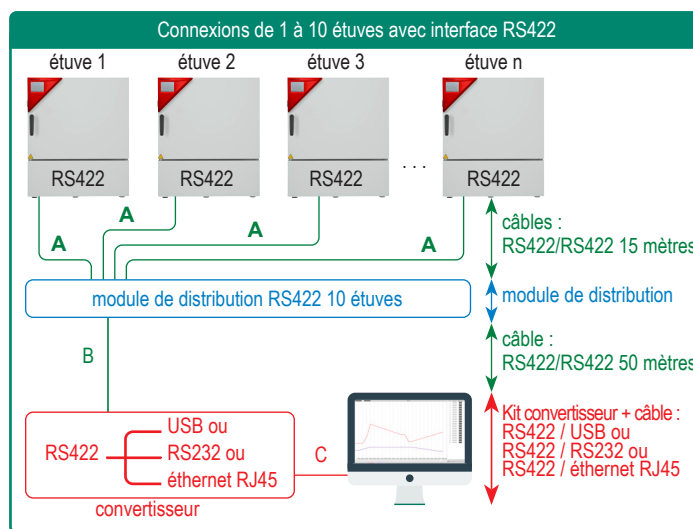 Connexions de 1 à 10 étuves avec interface RS422
étuve 1
étuve 2
étuve 3
étuve n
RS422
RS422
RS422
. . .
RS422
A
A
A
A
câbles :
RS422/RS422 15 mètres
module de distribution RS422 10 étuves
module de distribution
B
câble :
RS422/RS422 50 mètres
RS422
USB ou
RS232 ou
éthernet RJ45
convertisseur
C
Kit convertisseur + câble :
RS422 / USB ou
RS422 / RS232 ou
RS422 / éthernet RJ45